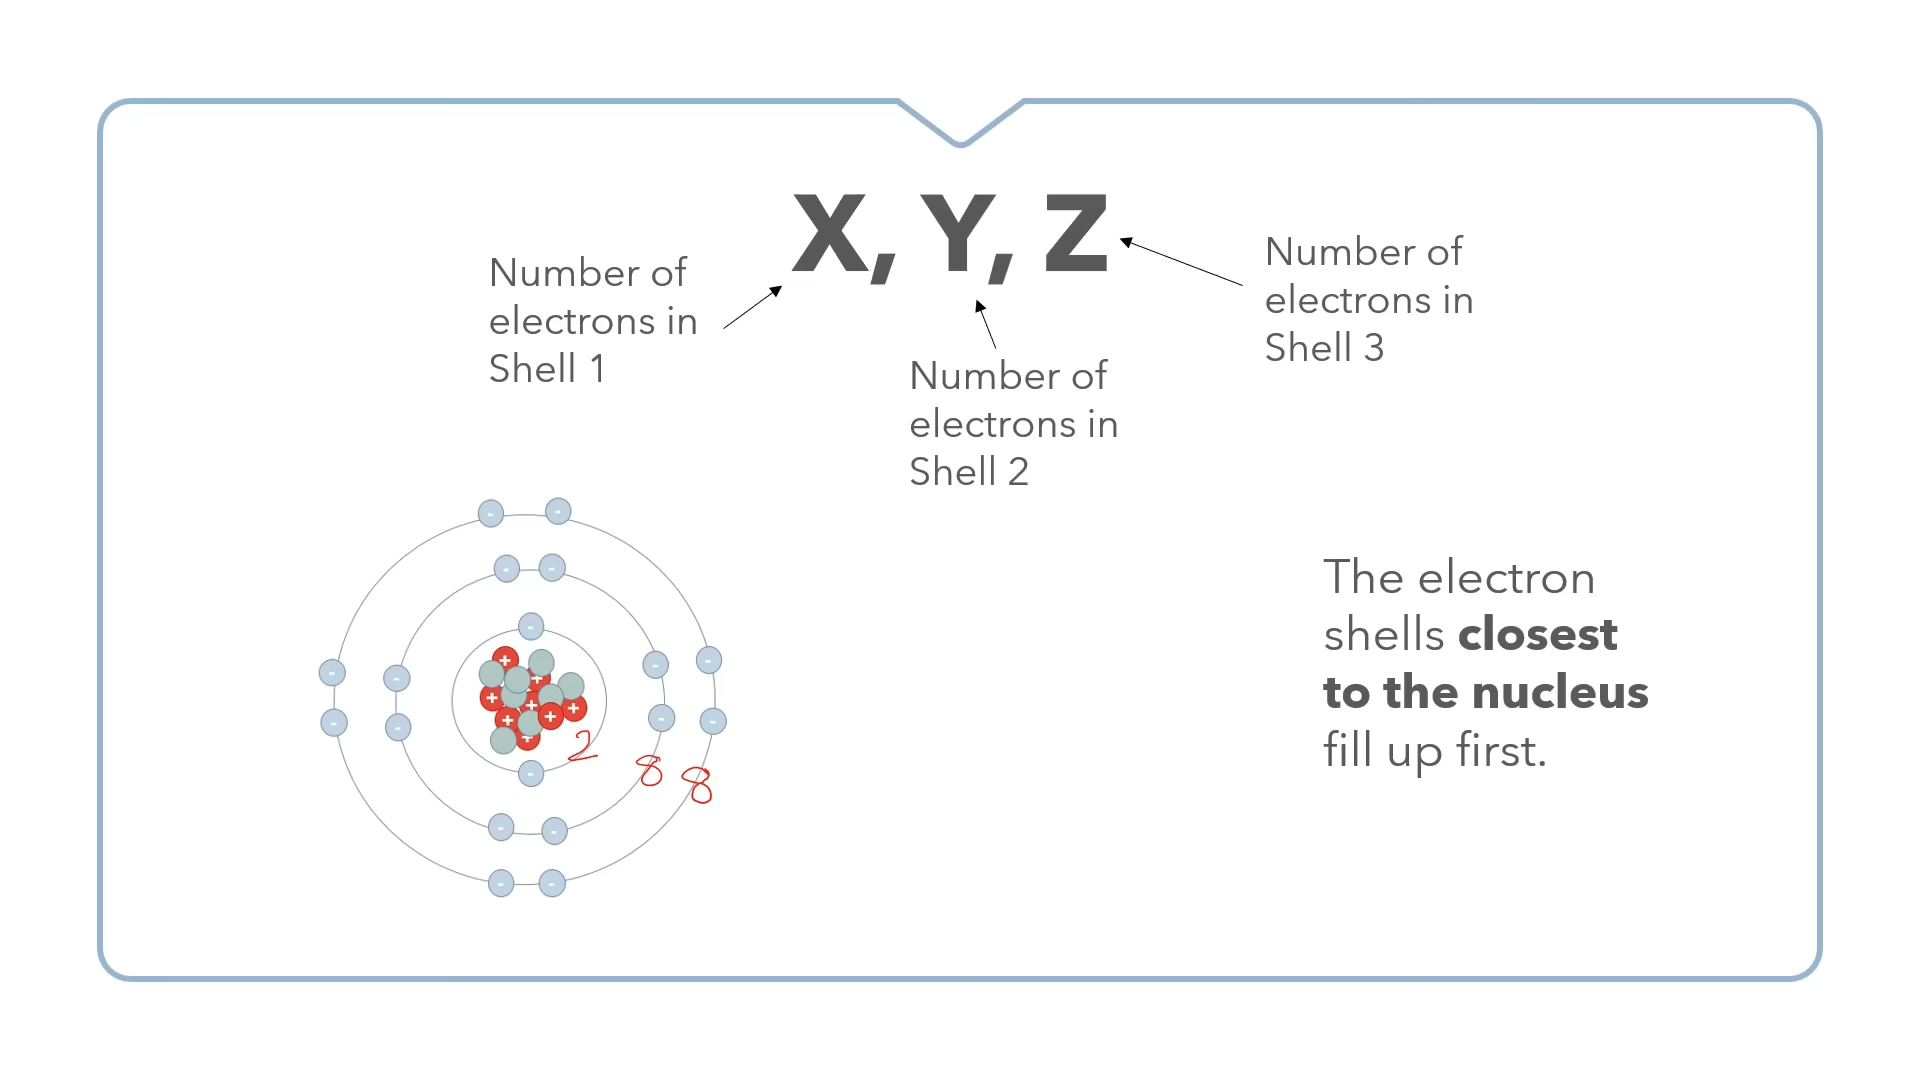 X, Y, Z
Number of
electrons in
Shell 1
Number of
electrons in
Shell 2
Number of
electrons in
Shell 3
2
8
8
The electron
shells closest
to the nucleus
fill up first.